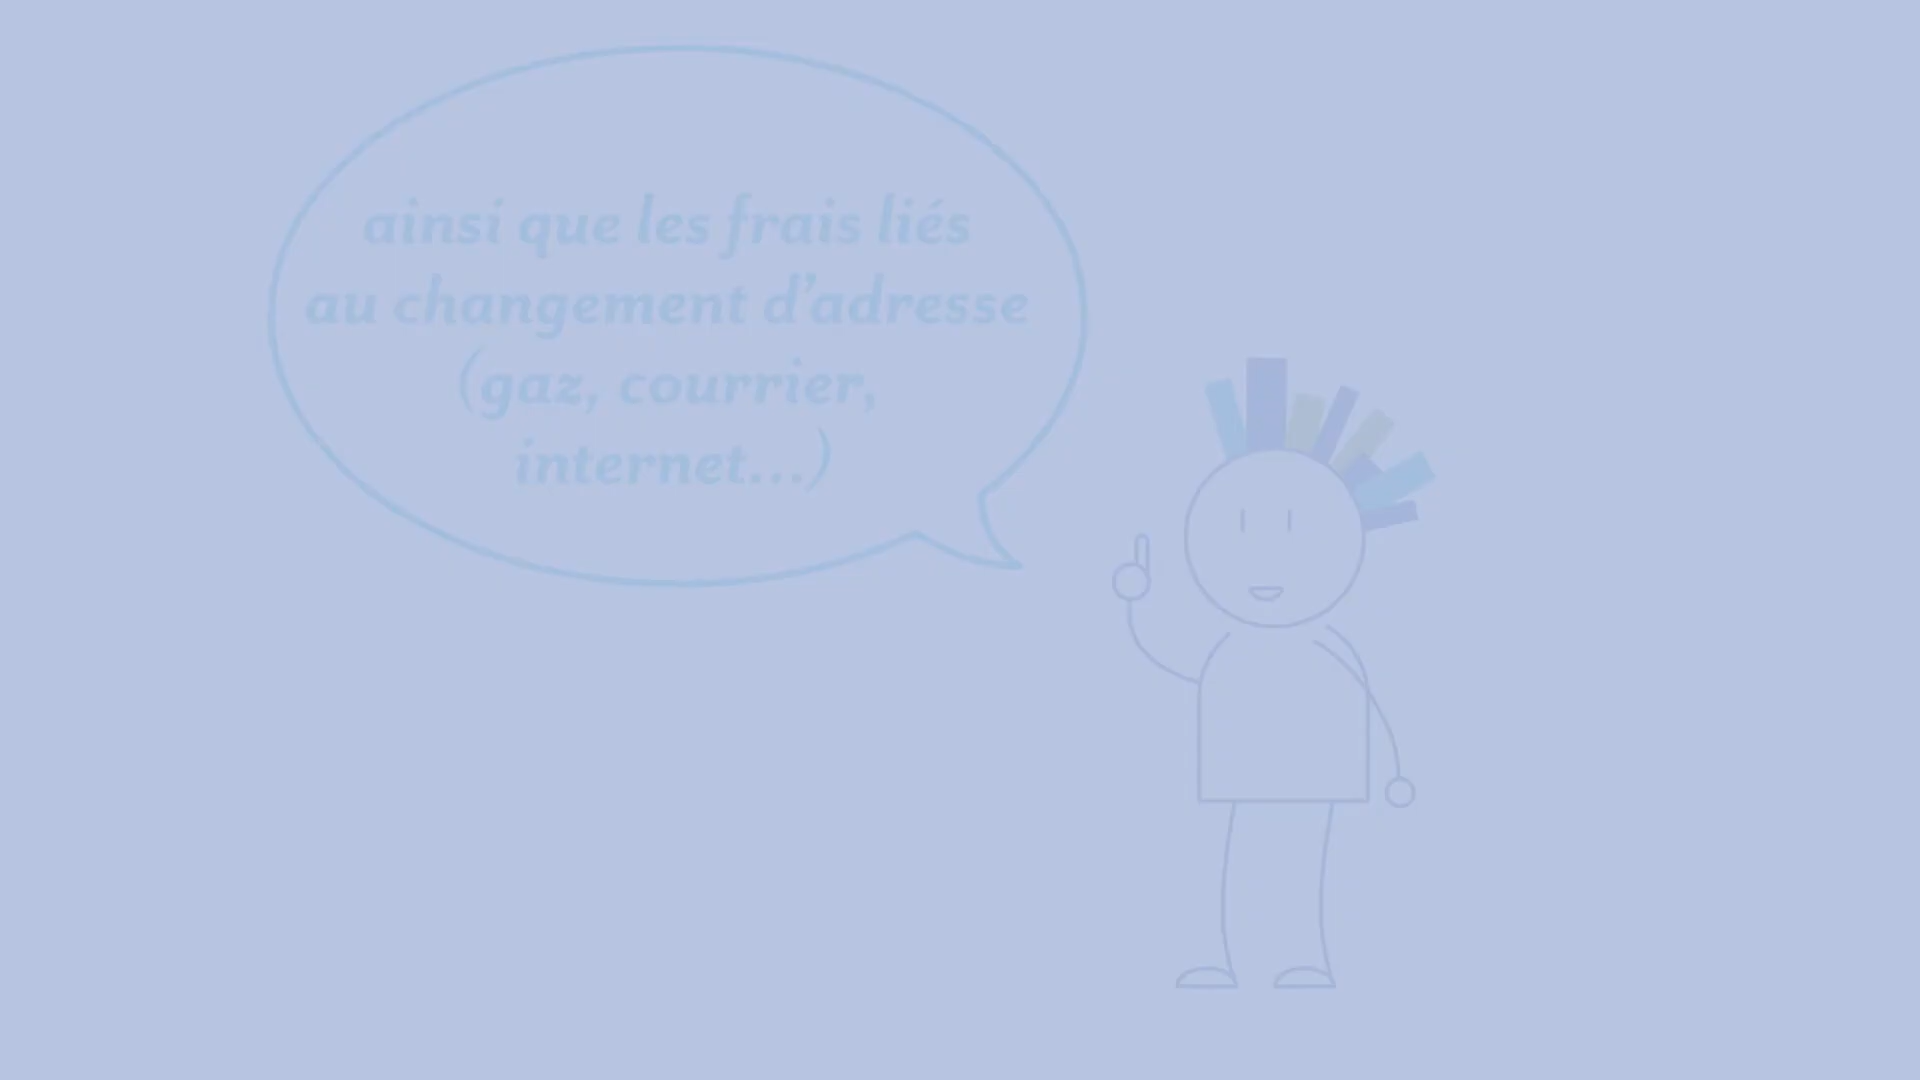 ainsi que les frais liés
au changement d’adresse
(gaz, courrier,
internet...)